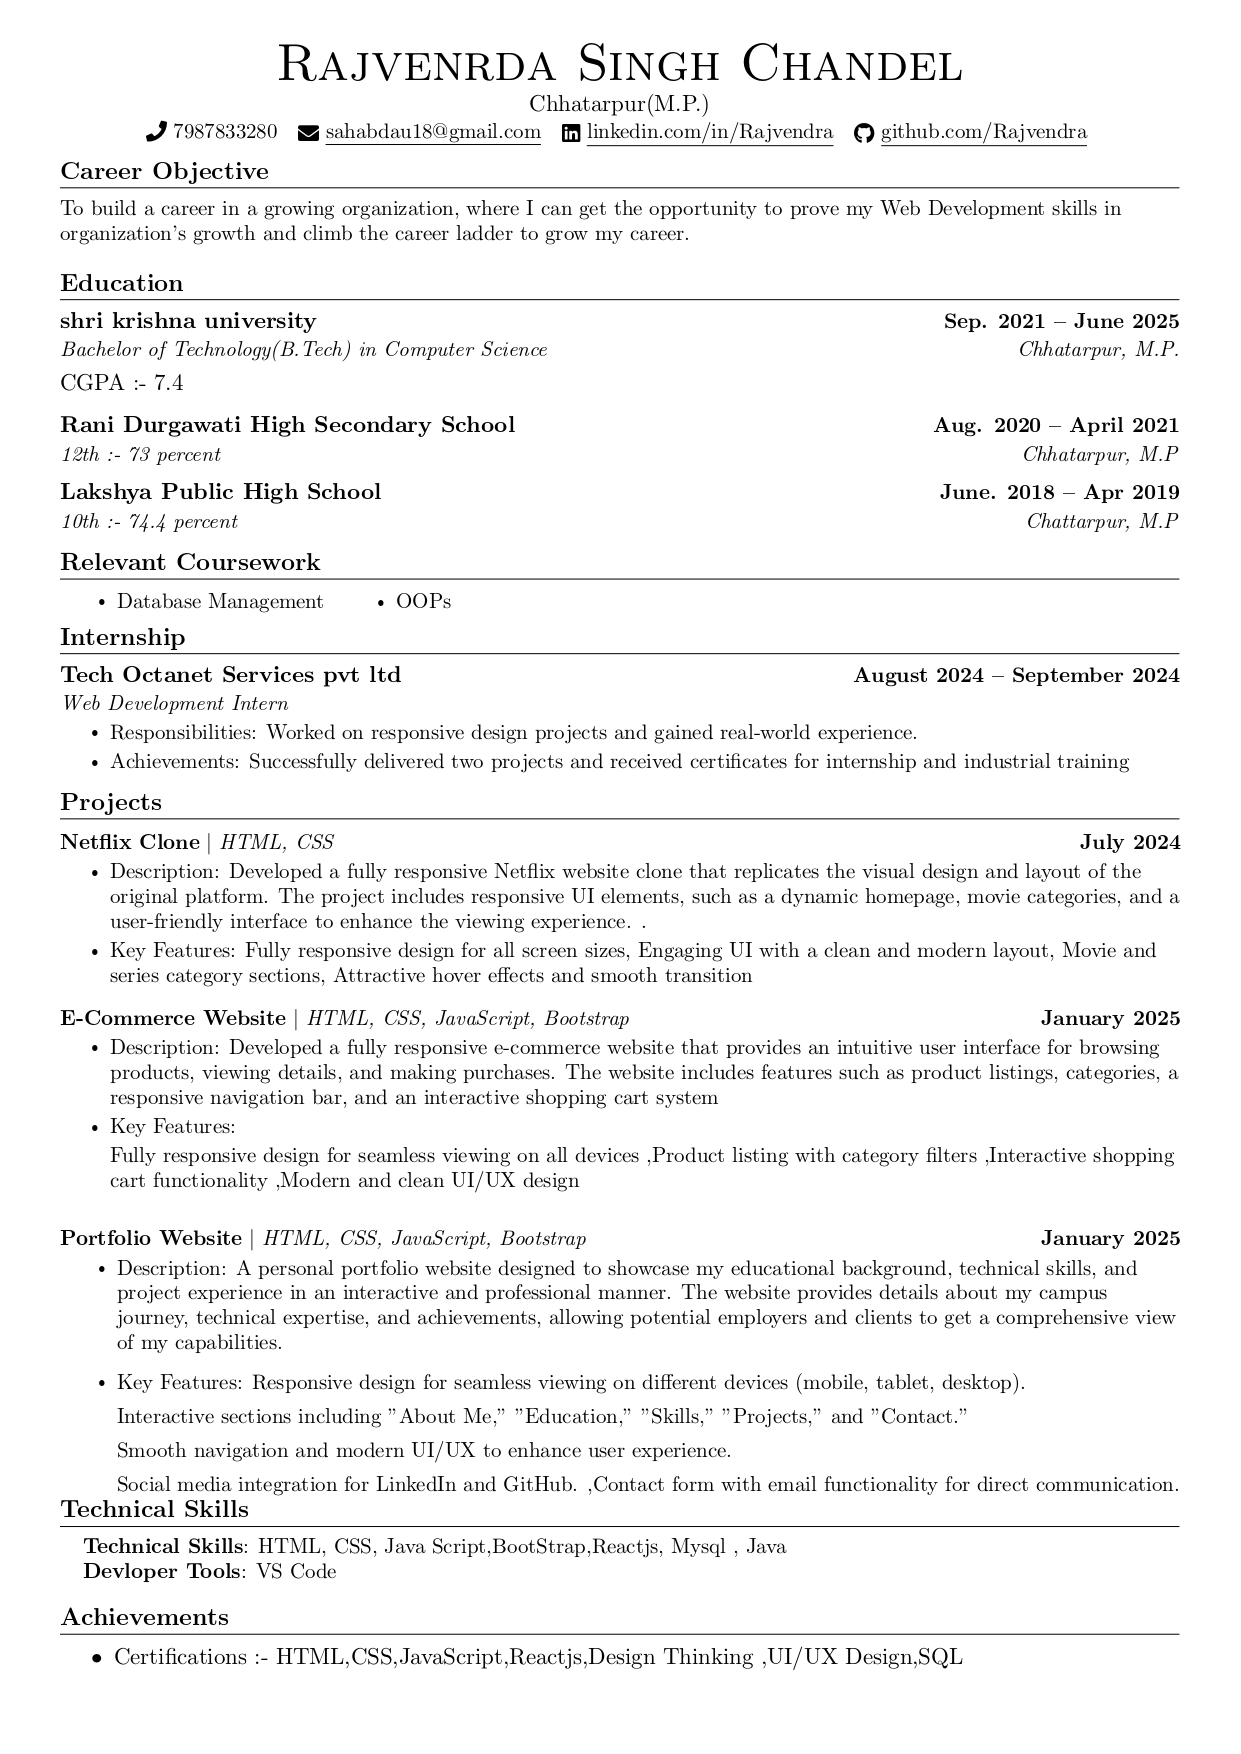 Rajvenrda Singh Chandel
Chhatarpur(M.P.)
7987833280 sahabdau18@gmail.com linkedin.com/in/Rajvendra github.com/Rajvendra
Career Objective
To build a career in a growing organization, where I can get the opportunity to prove my Web Development skills in
organization's growth and climb the career ladder to grow my career.
Education
shri krishna university Sep. 2021 – June 2025
Bachelor of Technology(B.Tech) in Computer Science Chhatarpur, M.P.
CGPA :- 7.4
Rani Durgawati High Secondary School Aug. 2020 – April 2021
12th :- 73 percent Chhatarpur, M.P
Lakshya Public High School June. 2018 – Apr 2019
10th :- 74.4 percent Chattarpur, M.P
Relevant Coursework
• Database Management • OOPs
Internship
Tech Octanet Services pvt ltd August 2024 – September 2024
Web Development Intern
• Responsibilities: Worked on responsive design projects and gained real-world experience.
• Achievements: Successfully delivered two projects and received certificates for internship and industrial training
Projects
Netflix Clone | HTML, CSS July 2024
• Description: Developed a fully responsive Netflix website clone that replicates the visual design and layout of the
original platform. The project includes responsive UI elements, such as a dynamic homepage, movie categories, and a
user-friendly interface to enhance the viewing experience. .
• Key Features: Fully responsive design for all screen sizes, Engaging UI with a clean and modern layout, Movie and
series category sections, Attractive hover effects and smooth transition
E-Commerce Website | HTML, CSS, JavaScript, Bootstrap January 2025
• Description: Developed a fully responsive e-commerce website that provides an intuitive user interface for browsing
products, viewing details, and making purchases. The website includes features such as product listings, categories, a
responsive navigation bar, and an interactive shopping cart system
• Key Features:
Fully responsive design for seamless viewing on all devices ,Product listing with category filters ,Interactive shopping
cart functionality ,Modern and clean UI/UX design
Portfolio Website | HTML, CSS, JavaScript, Bootstrap January 2025
• Description: A personal portfolio website designed to showcase my educational background, technical skills, and
project experience in an interactive and professional manner. The website provides details about my campus
journey, technical expertise, and achievements, allowing potential employers and clients to get a comprehensive view
of my capabilities.
• Key Features: Responsive design for seamless viewing on different devices (mobile, tablet, desktop).
Interactive sections including ”About Me,” ”Education,” ”Skills,” ”Projects,” and ”Contact.”
Smooth navigation and modern UI/UX to enhance user experience.
Social media integration for LinkedIn and GitHub. ,Contact form with email functionality for direct communication.
Technical Skills
Technical Skills: HTML, CSS, Java Script,BootStrap,Reactjs, Mysql , Java
Devloper Tools: VS Code
Achievements
• Certifications :- HTML,CSS,JavaScript,Reactjs,Design Thinking ,UI/UX Design,SQL